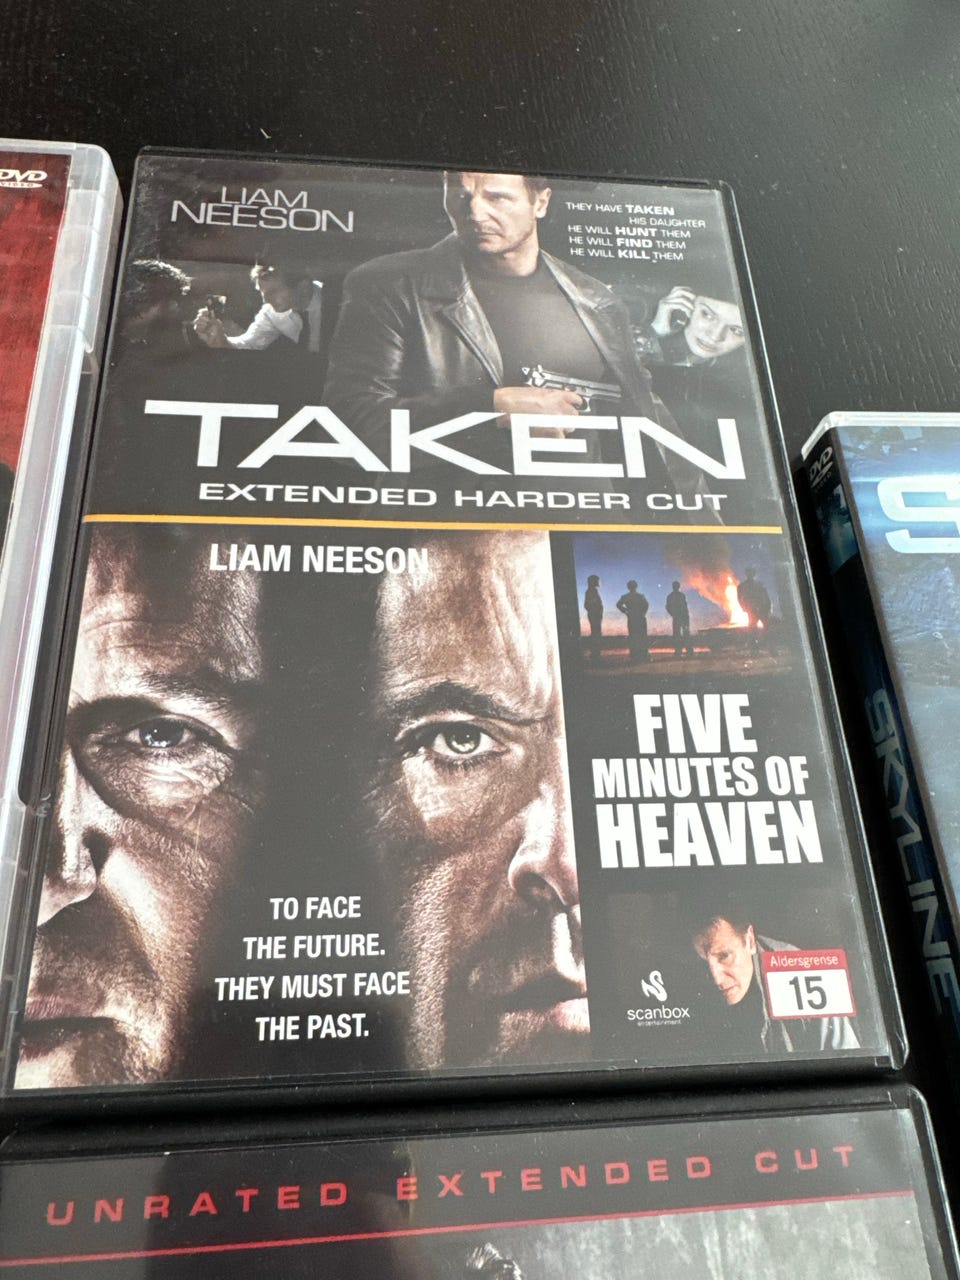 DVD
VIDEO
LIAM
NEESON
THEY HAVE TAKEN
HIS DAUGHTER
HE WILL HUNT THEM
HE WILL FIND THEM
HE WILL KILL THEM
TAKEN
EXTENDED HARDER CUT
LIAM NEESON
FIVE
MINUTES OF
HEAVEN
TO FACE
THE FUTURE.
THEY MUST FACE
THE PAST.
scanbox
entertainment
Aldersgrense
15
DVD
S
SKYLINE
UNRATED EXTENDED CUT